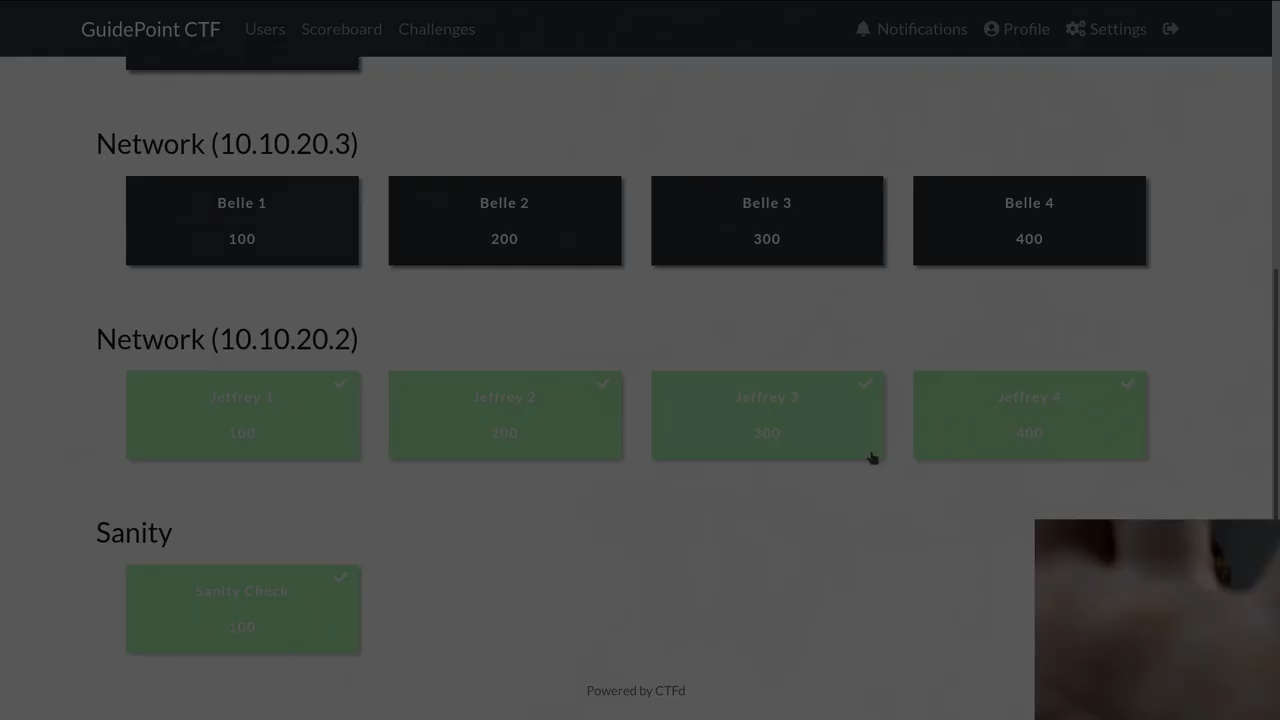 GuidePoint CTF Users Scoreboard Challenges Notifications Profile Settings
Network (10.10.20.3)
Belle 1 Belle 2 Belle 3 Belle 4
100 200 300 400
Network (10.10.20.2)
Jeffrey 1 Jeffrey 2 Jeffrey 3 Jeffrey 4
100 200 300 400
Sanity
Sanity Check
100
Powered by CTFd